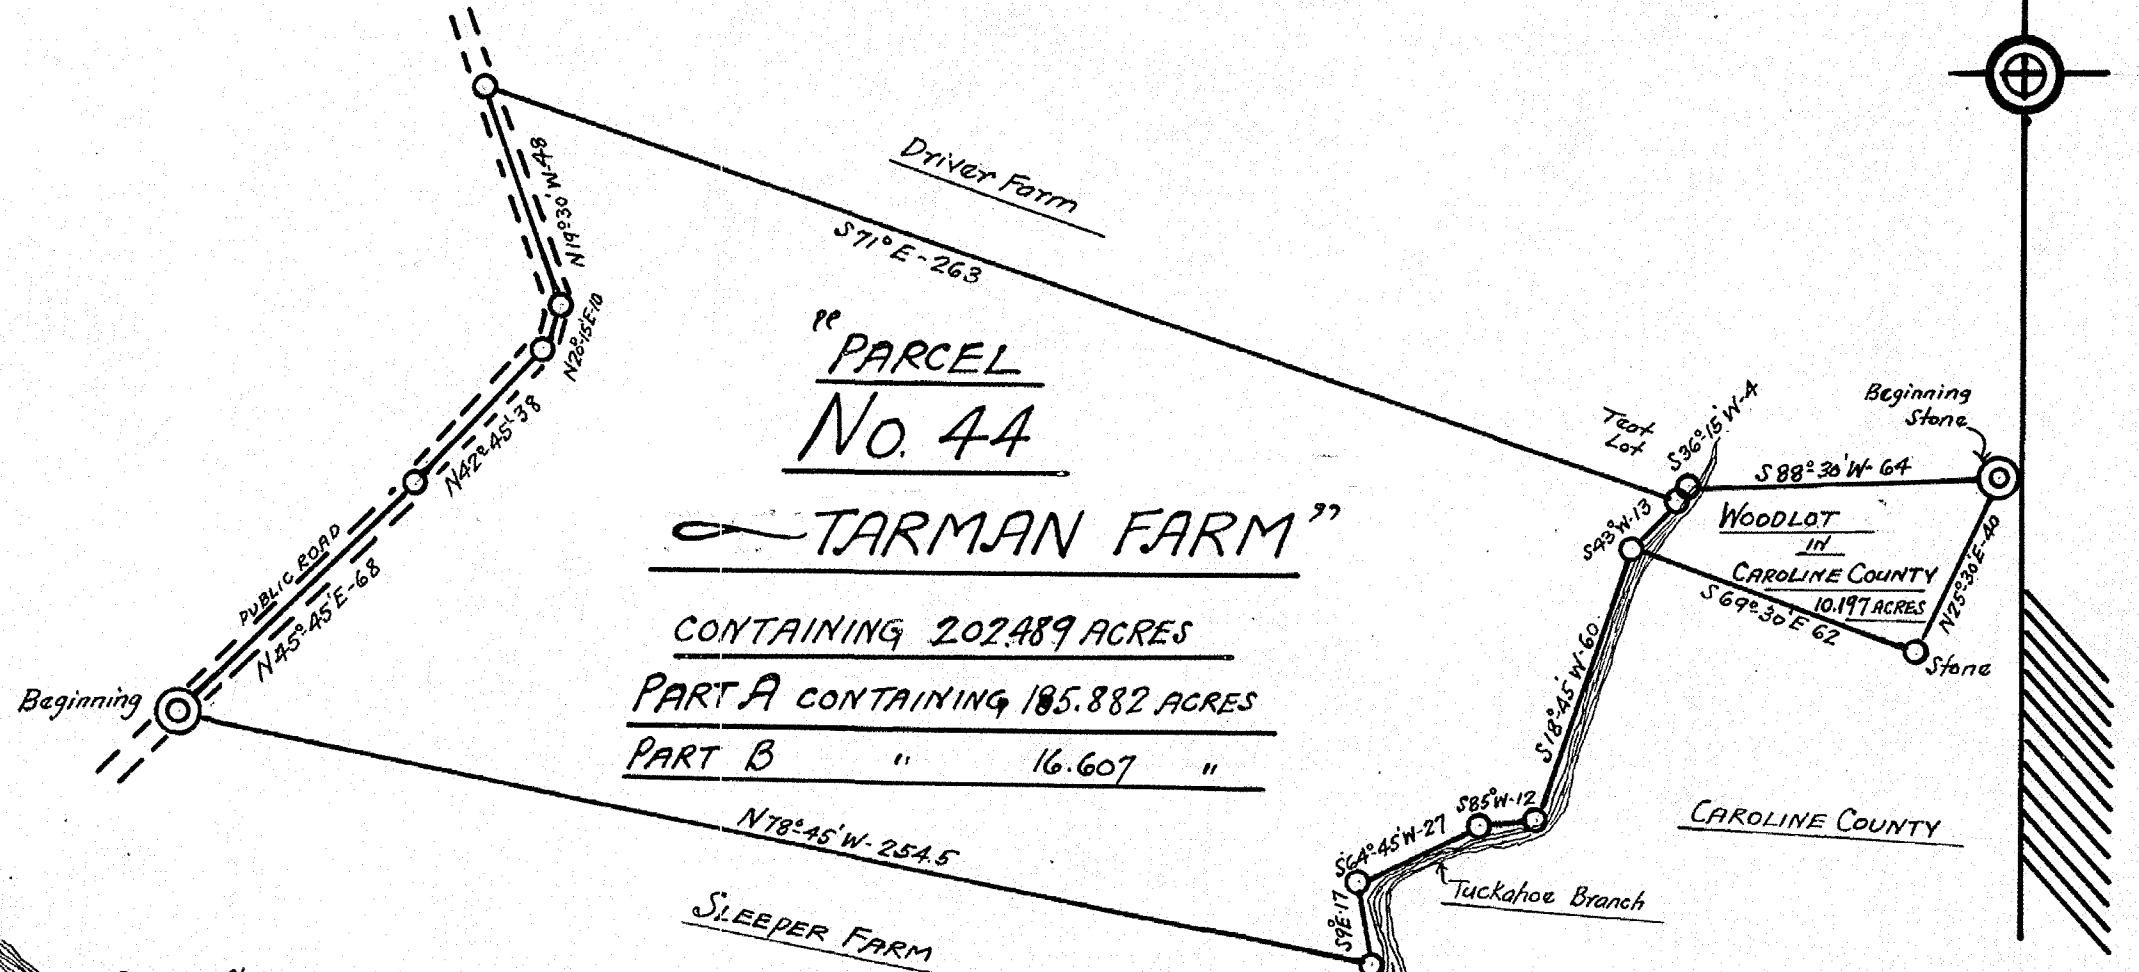 Driver Farm
N19°30'W-48
S71°E-263
N20°-15'E-10
"PARCEL
No. 44
TARMAN FARM"
CONTAINING 202.489 ACRES
PART A CONTAINING 185.882 ACRES
PART B " 16.607 "
N42°-45'-38
PUBLIC ROAD
N45°-45'E-68
Beginning
N78°-45'W-254.5
SLEEPER FARM
Lot
S36°-15'W-4
Beginning
Stone
S88°-30'W-64
S43°W-13
WOODLOT
IN
CAROLINE COUNTY
10.197 ACRES
S69°-30'E 62
N25°30'E-40
Stone
S18°-45'W-60
S85°W-12
S64°-45'W-27
S9°E-17
Tuckahoe Branch
CAROLINE COUNTY